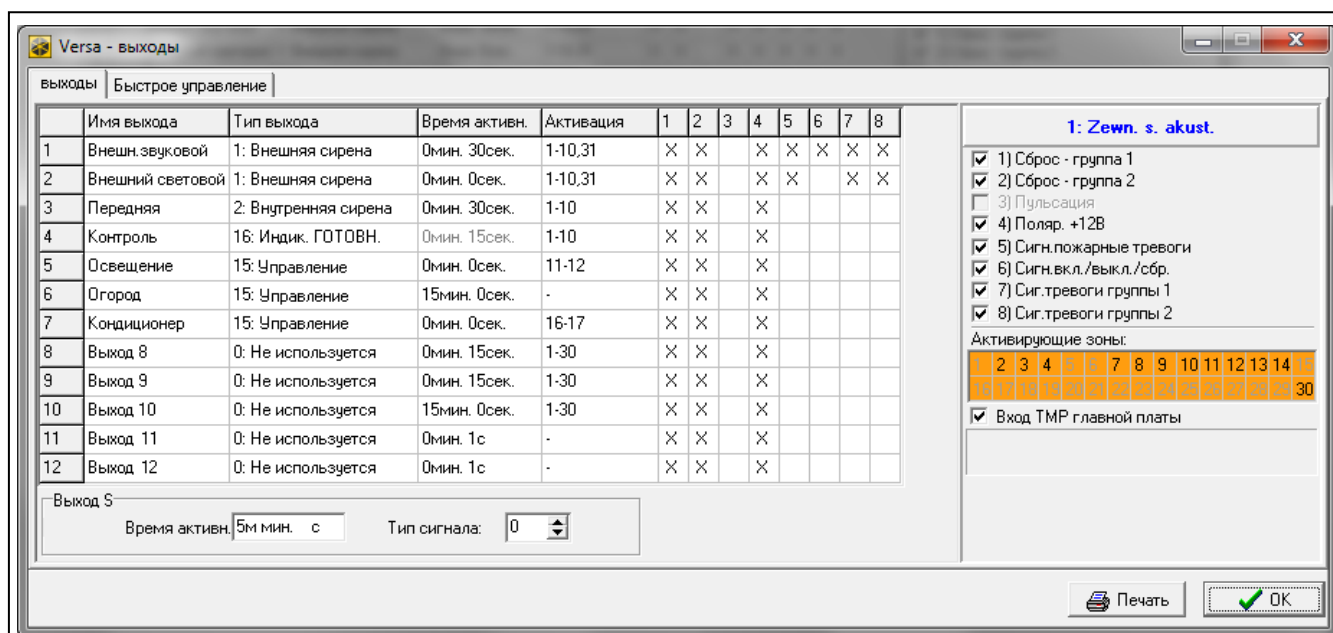 Versa - выходы
выходы Быстрое управление
Имя выхода Тип выхода Время активн. Активация 1 2 3 4 5 6 7 8
1 Внешн.звуковой 1: Внешняя сирена 0мин. 30сек. 1-10,31 X X X X X X X
2 Внешний световой 1: Внешняя сирена 0мин. 0сек. 1-10,31 X X X X X X
3 Передняя 2: Внутренняя сирена 0мин. 30сек. 1-10 X X X
4 Контроль 16: Индик. ГОТОВН. 0мин. 15сек. 1-10 X X X
5 Освещение 15: Управление 0мин. 0сек. 11-12 X X X
6 Огород 15: Управление 15мин. 0сек. - X X X
7 Кондиционер 15: Управление 0мин. 0сек. 16-17 X X X
8 Выход 8 0: Не используется 0мин. 15сек. 1-30 X X X
9 Выход 9 0: Не используется 0мин. 15сек. 1-30 X X X
10 Выход 10 0: Не используется 15мин. 0сек. 1-30 X X X
11 Выход 11 0: Не используется 0мин. 1с - X X X
12 Выход 12 0: Не используется 0мин. 1с - X X X
Выход S
Время активн. 5м мин. с Тип сигнала: 0
1: Zewn. s. akust.
1) Сброс - группа 1
2) Сброс - группа 2
3) Пульсация
4) Поляр. +12В
5) Сигн.пожарные тревоги
6) Сигн.вкл./выкл./сбр.
7) Сиг.тревоги группы 1
8) Сиг.тревоги группы 2
Активирующие зоны:
1 2 3 4 5 6 7 8 9 10 11 12 13 14 15
16 17 18 19 20 21 22 23 24 25 26 27 28 29 30
Вход TMP главной платы
Печать OK